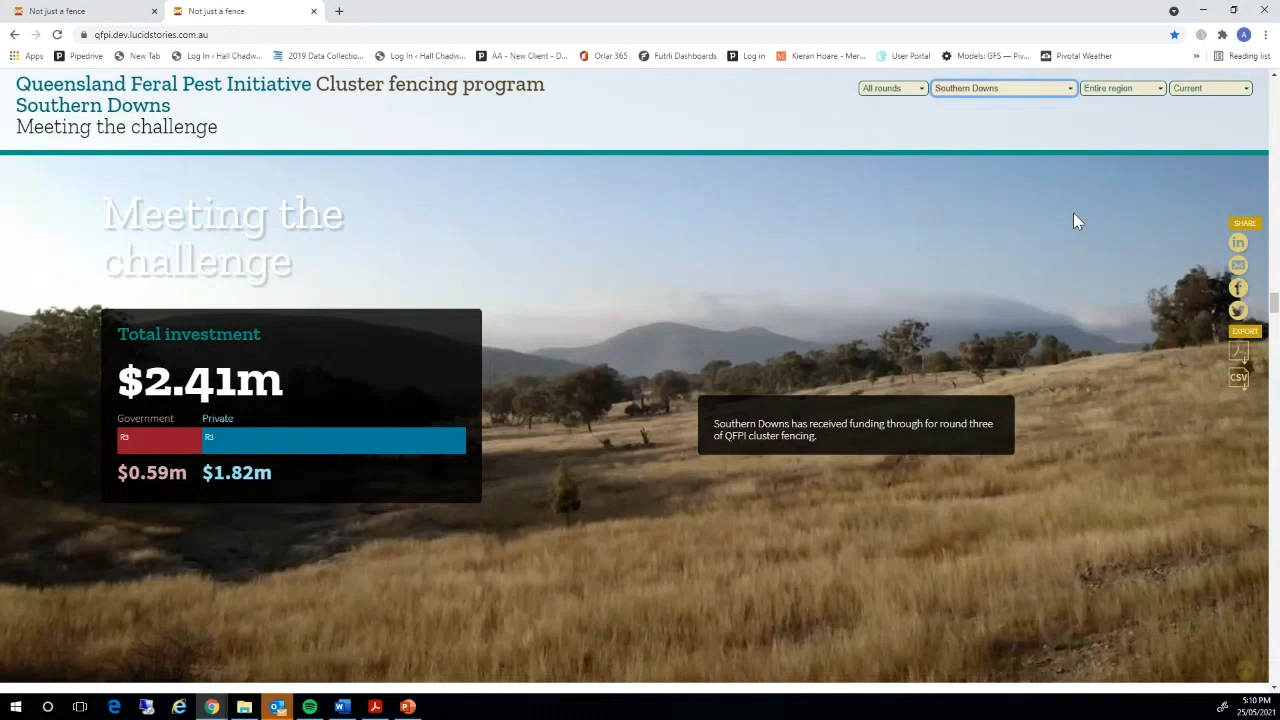 Not just a fence
Not just a fence
qfpi.dev.lucidstories.com.au
Apps
Pipedrive
New Tab
Log In ‹ Hall Chadw...
2019 Data Collectio...
Log In ‹ Hall Chadw...
AA - New Client - D...
Orlar 365
Futrli Dashboards
Log in
Kieran Hoare - Mer...
User Portal
Models: GFS — Piv...
Pivotal Weather
»
Reading list
Queensland Feral Pest Initiative Cluster fencing program
Southern Downs
Meeting the challenge
All rounds
Southern Downs
Entire region
Current
Meeting the
challenge
Total investment
$2.41m
Government Private
R3 R3
$0.59m $1.82m
Southern Downs has received funding through for round three
of QFPI cluster fencing.
SHARE
EXPORT
CSV
5:10 PM
25/05/2021